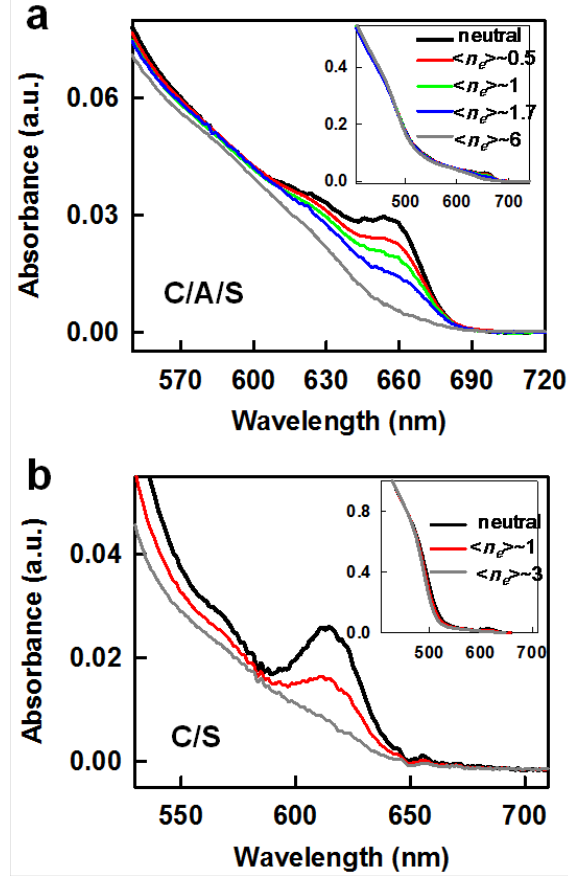 a
neutral
<nₑ>~0.5
<nₑ>~1
<nₑ>~1.7
<nₑ>~6
0.4
0.2
0.0
500 600 700
0.06
0.03
0.00
Absorbance (a.u.)
C/A/S
570 600 630 660 690 720
Wavelength (nm)
b
neutral
<nₑ>~1
<nₑ>~3
0.8
0.4
0.0
500 600 700
0.04
0.02
0.00
Absorbance (a.u.)
C/S
550 600 650 700
Wavelength (nm)